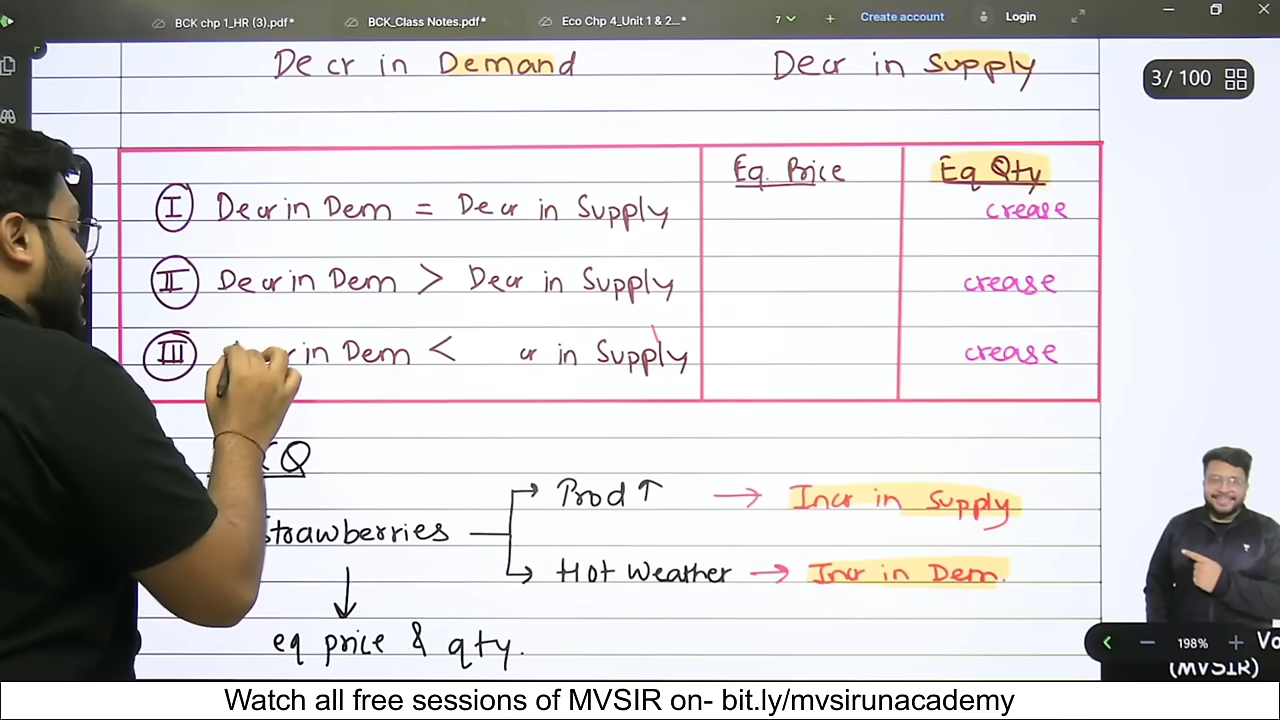 BCK chp 1_HR (3).pdf*
BCK_Class Notes.pdf*
Eco Chp 4_Unit 1 & 2...*
7
+
Create account
Login
Decr in Demand
Decr in Supply
3/ 100
Eq. Price
Eq Qty
I Decr in Dem = Decr in Supply
crease
II Decr in Dem > Decr in Supply
crease
III r in Dem < cr in Supply
crease
Q
Strawberries
Prod ↑ → Incr in Supply
Hot Weather → Incr in Dem.
eq price & qty.
198%
(MVSIR)
Watch all free sessions of MVSIR on- bit.ly/mvsirunacademy